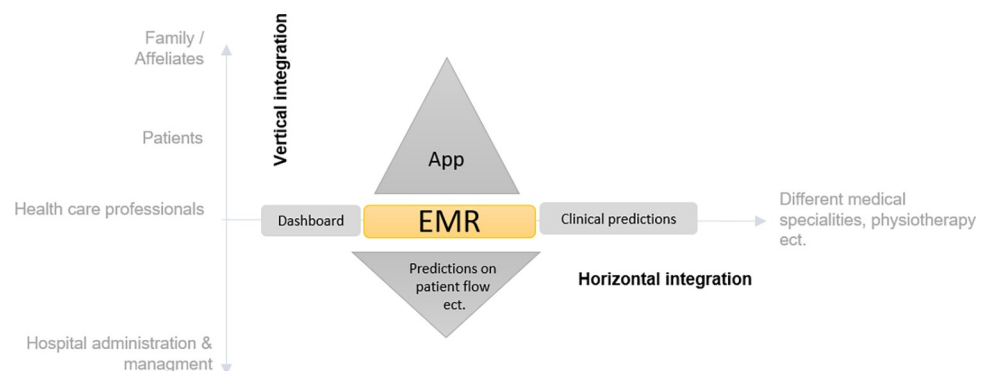 Family /
Affeliates
Vertical integration
Patients
App
Health care professionals
Dashboard
EMR
Clinical predictions
Different medical
specialities, physiotherapy
ect.
Predictions on
patient flow
ect.
Horizontal integration
Hospital administration &
managment